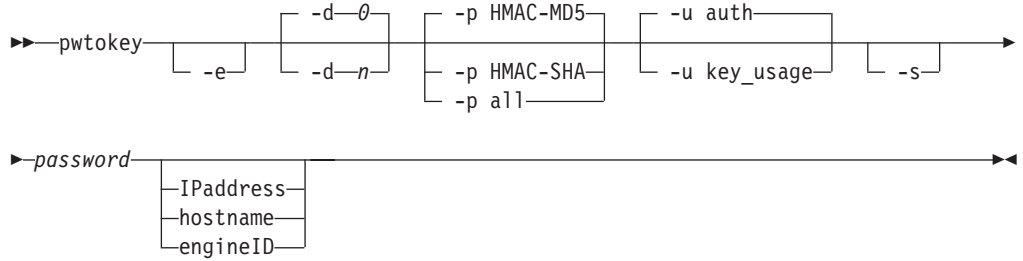 -d 0 -p HMAC-MD5 -u auth
pwtokey
-e -d n -p HMAC-SHA -u key_usage -s
-p all
password
IPaddress
hostname
engineID